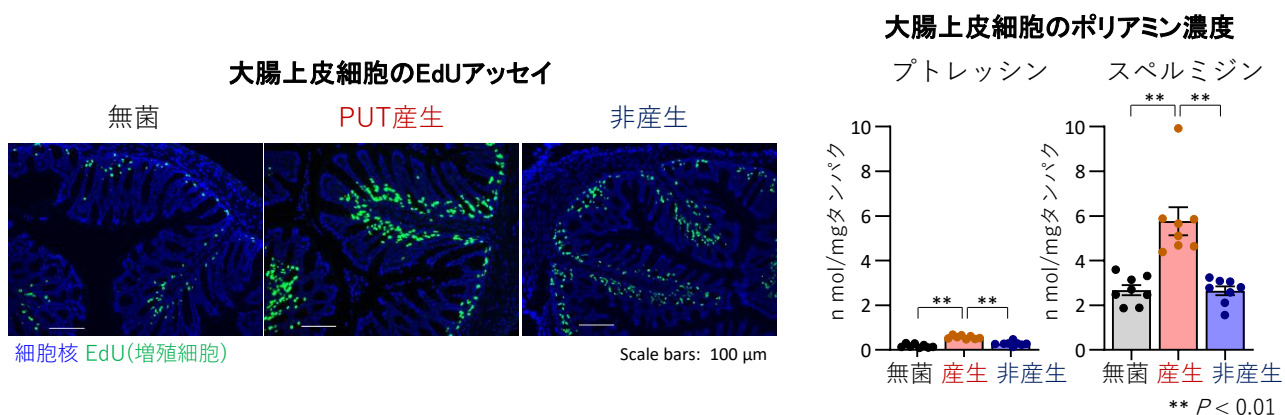 大腸上皮細胞のEdUアッセイ
無菌 PUT産生 非産生
細胞核 EdU(増殖細胞)
Scale bars: 100 μm
大腸上皮細胞のポリアミン濃度
プトレッシン
**
**
n mol/mgタンパク
10
8
6
4
2
0
無菌 産生 非産生
スペルミジン
**
**
n mol/mgタンパク
10
8
6
4
2
0
無菌 産生 非産生
** P < 0.01